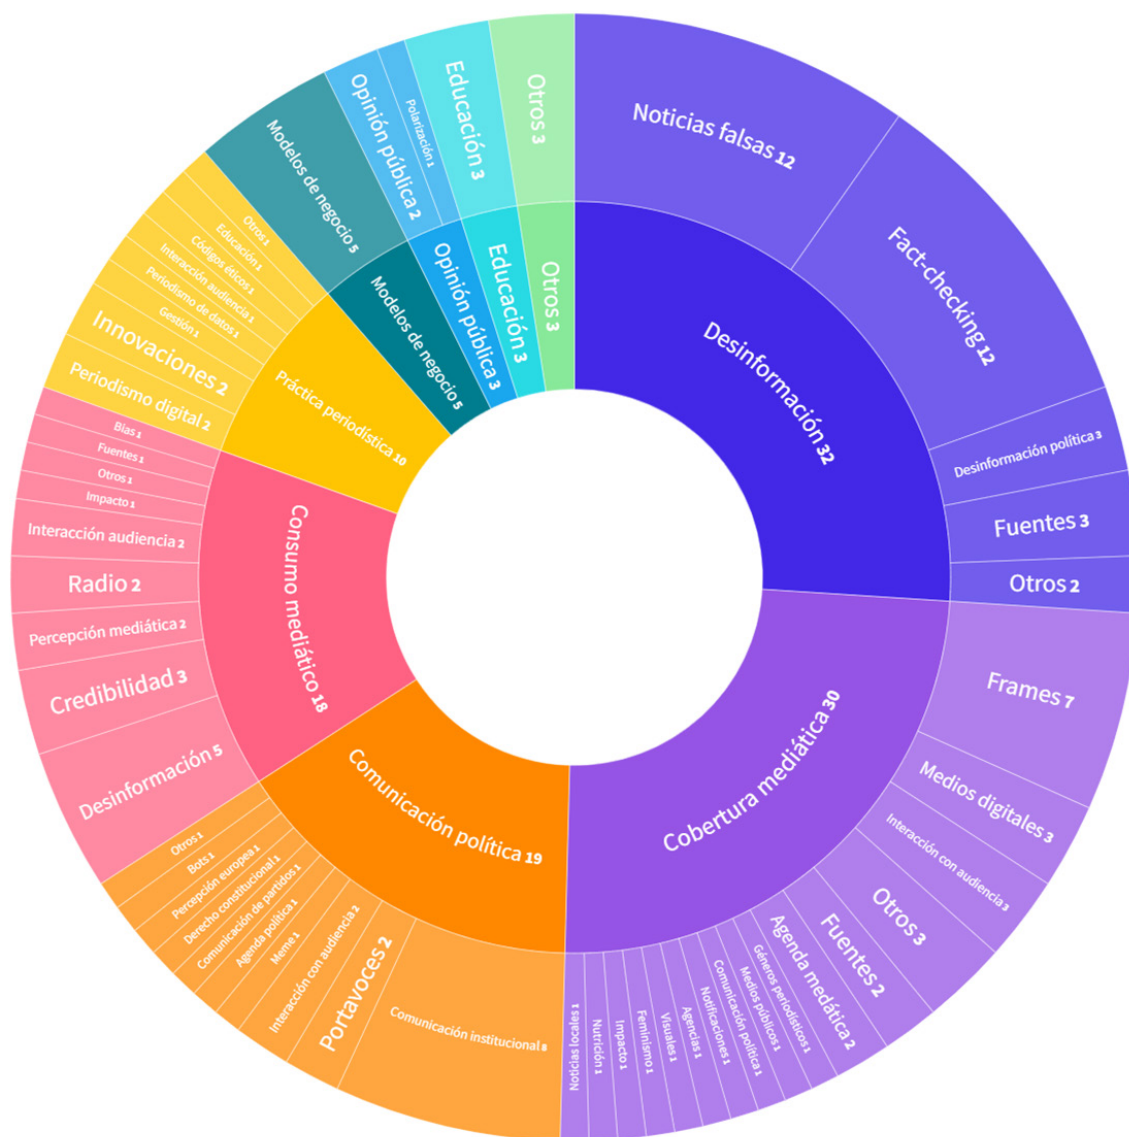 Noticias falsas 12
Fact-checking 12
Desinformación política 3
Fuentes 3
Otros 2
Desinformación 32
Frames 7
Medios digitales 3
Interacción con audiencia 3
Otros 3
Fuentes 2
Agenda medática 2
Géneros periodísticos 1
Medios públicos 1
Comunicación política 1
Notificaciones 1
Agencias 1
Visuales 1
Feminismo 1
Impacto 1
Nutrición 1
Noticias locales 1
Cobertura mediática 30
Comunicación institucional 8
Portavoces 2
Interacción con audiencia 2
Meme 1
Agenda política 1
Comunicación de partidos 1
Derecho constitucional 1
Percepción europea 1
Bots 1
Otros 1
Comunicación política 19
Desinformación 5
Credibilidad 3
Percepción mediática 2
Radio 2
Interacción audiencia 2
Impacto 1
Otros 1
Fuentes 1
Bias 1
Consumo mediático 18
Periodismo digital 2
Innovaciones 2
Gestión 1
Periodismo de datos 1
Interacción audiencia 1
Códigos éticos 1
Educación 1
Otros 1
Práctica periodística 10
Modelos de negocio 5
Modelos de negocio 5
Opinión pública 2
Polarización 1
Opinión pública 3
Educación 3
Educación 3
Otros 3
Otros 3